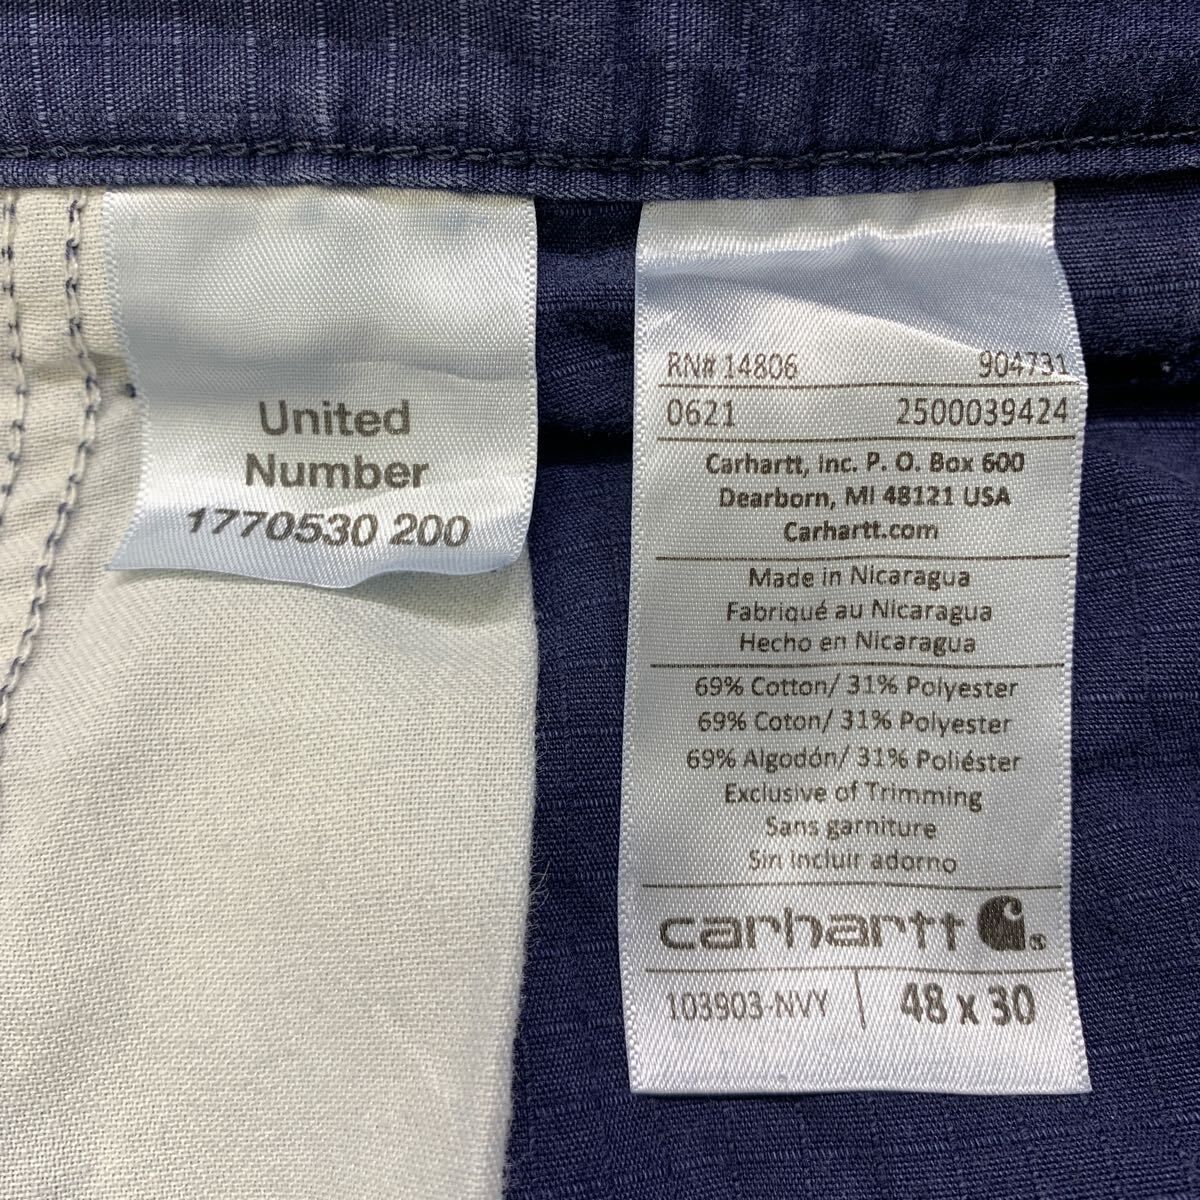 United
Number
1770530 200
RN# 14806 904731
0621 2500039424
Carhartt, Inc. P. O. Box 600
Dearborn, MI 48121 USA
Carhartt.com
Made in Nicaragua
Fabriqué au Nicaragua
Hecho en Nicaragua
69% Cotton/ 31% Polyester
69% Coton/ 31% Polyester
69% Algodón/ 31% Poliéster
Exclusive of Trimming
Sans garniture
Sin Incluir adorno
carhartt s
103903-NVY 48 x 30